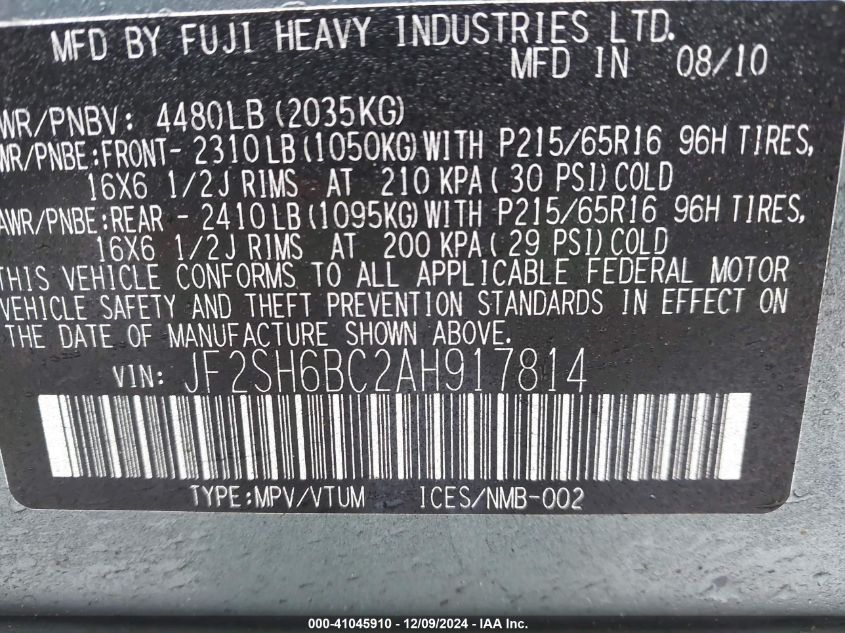 MFD BY FUJI HEAVY INDUSTRIES LTD.
MFD IN 08/10
WR/PNBV: 4480LB (2035KG)
WR/PNBE:FRONT- 2310LB(1050KG)WITH P215/65R16 96H TIRES,
16X6 1/2J RIMS AT 210 KPA( 30 PSI)COLD
AWR/PNBE:REAR - 2410LB(1095KG)WITH P215/65R16 96H TIRES,
16X6 1/2J RIMS AT 200 KPA( 29 PSI)COLD
THIS VEHICLE CONFORMS TO ALL APPLICABLE FEDERAL MOTOR
VEHICLE SAFETY AND THEFT PREVENTION STANDARDS IN EFFECT ON
THE DATE OF MANUFACTURE SHOWN ABOVE.
VIN: JF2SH6BC2AH917814
TYPE:MPV/VTUM ICES/NMB-002
000-41045910 - 12/09/2024 - IAA Inc.